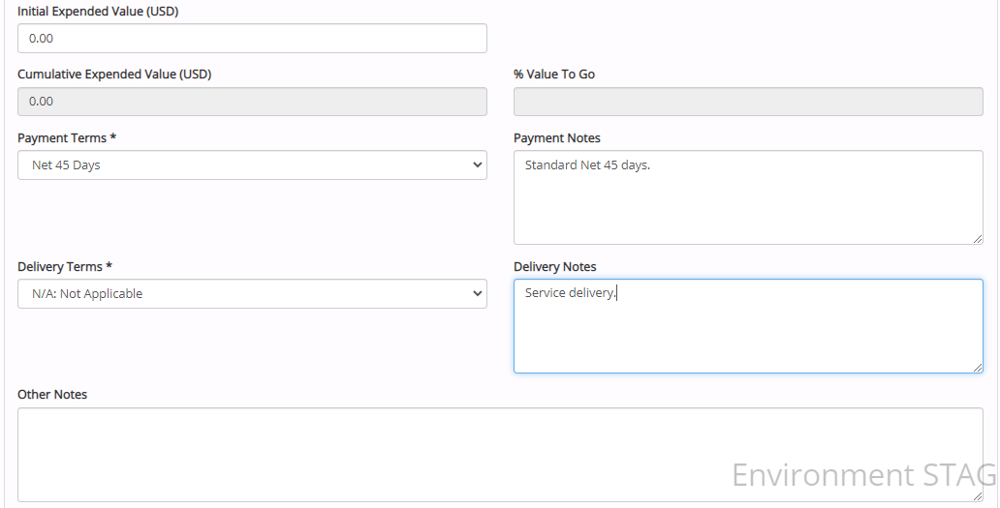 Initial Expended Value (USD)
0.00
Cumulative Expended Value (USD)
% Value To Go
0.00
Payment Terms *
Payment Notes
Net 45 Days
Standard Net 45 days.
Delivery Terms *
Delivery Notes
N/A: Not Applicable
Service delivery.
Other Notes
Environment STAG